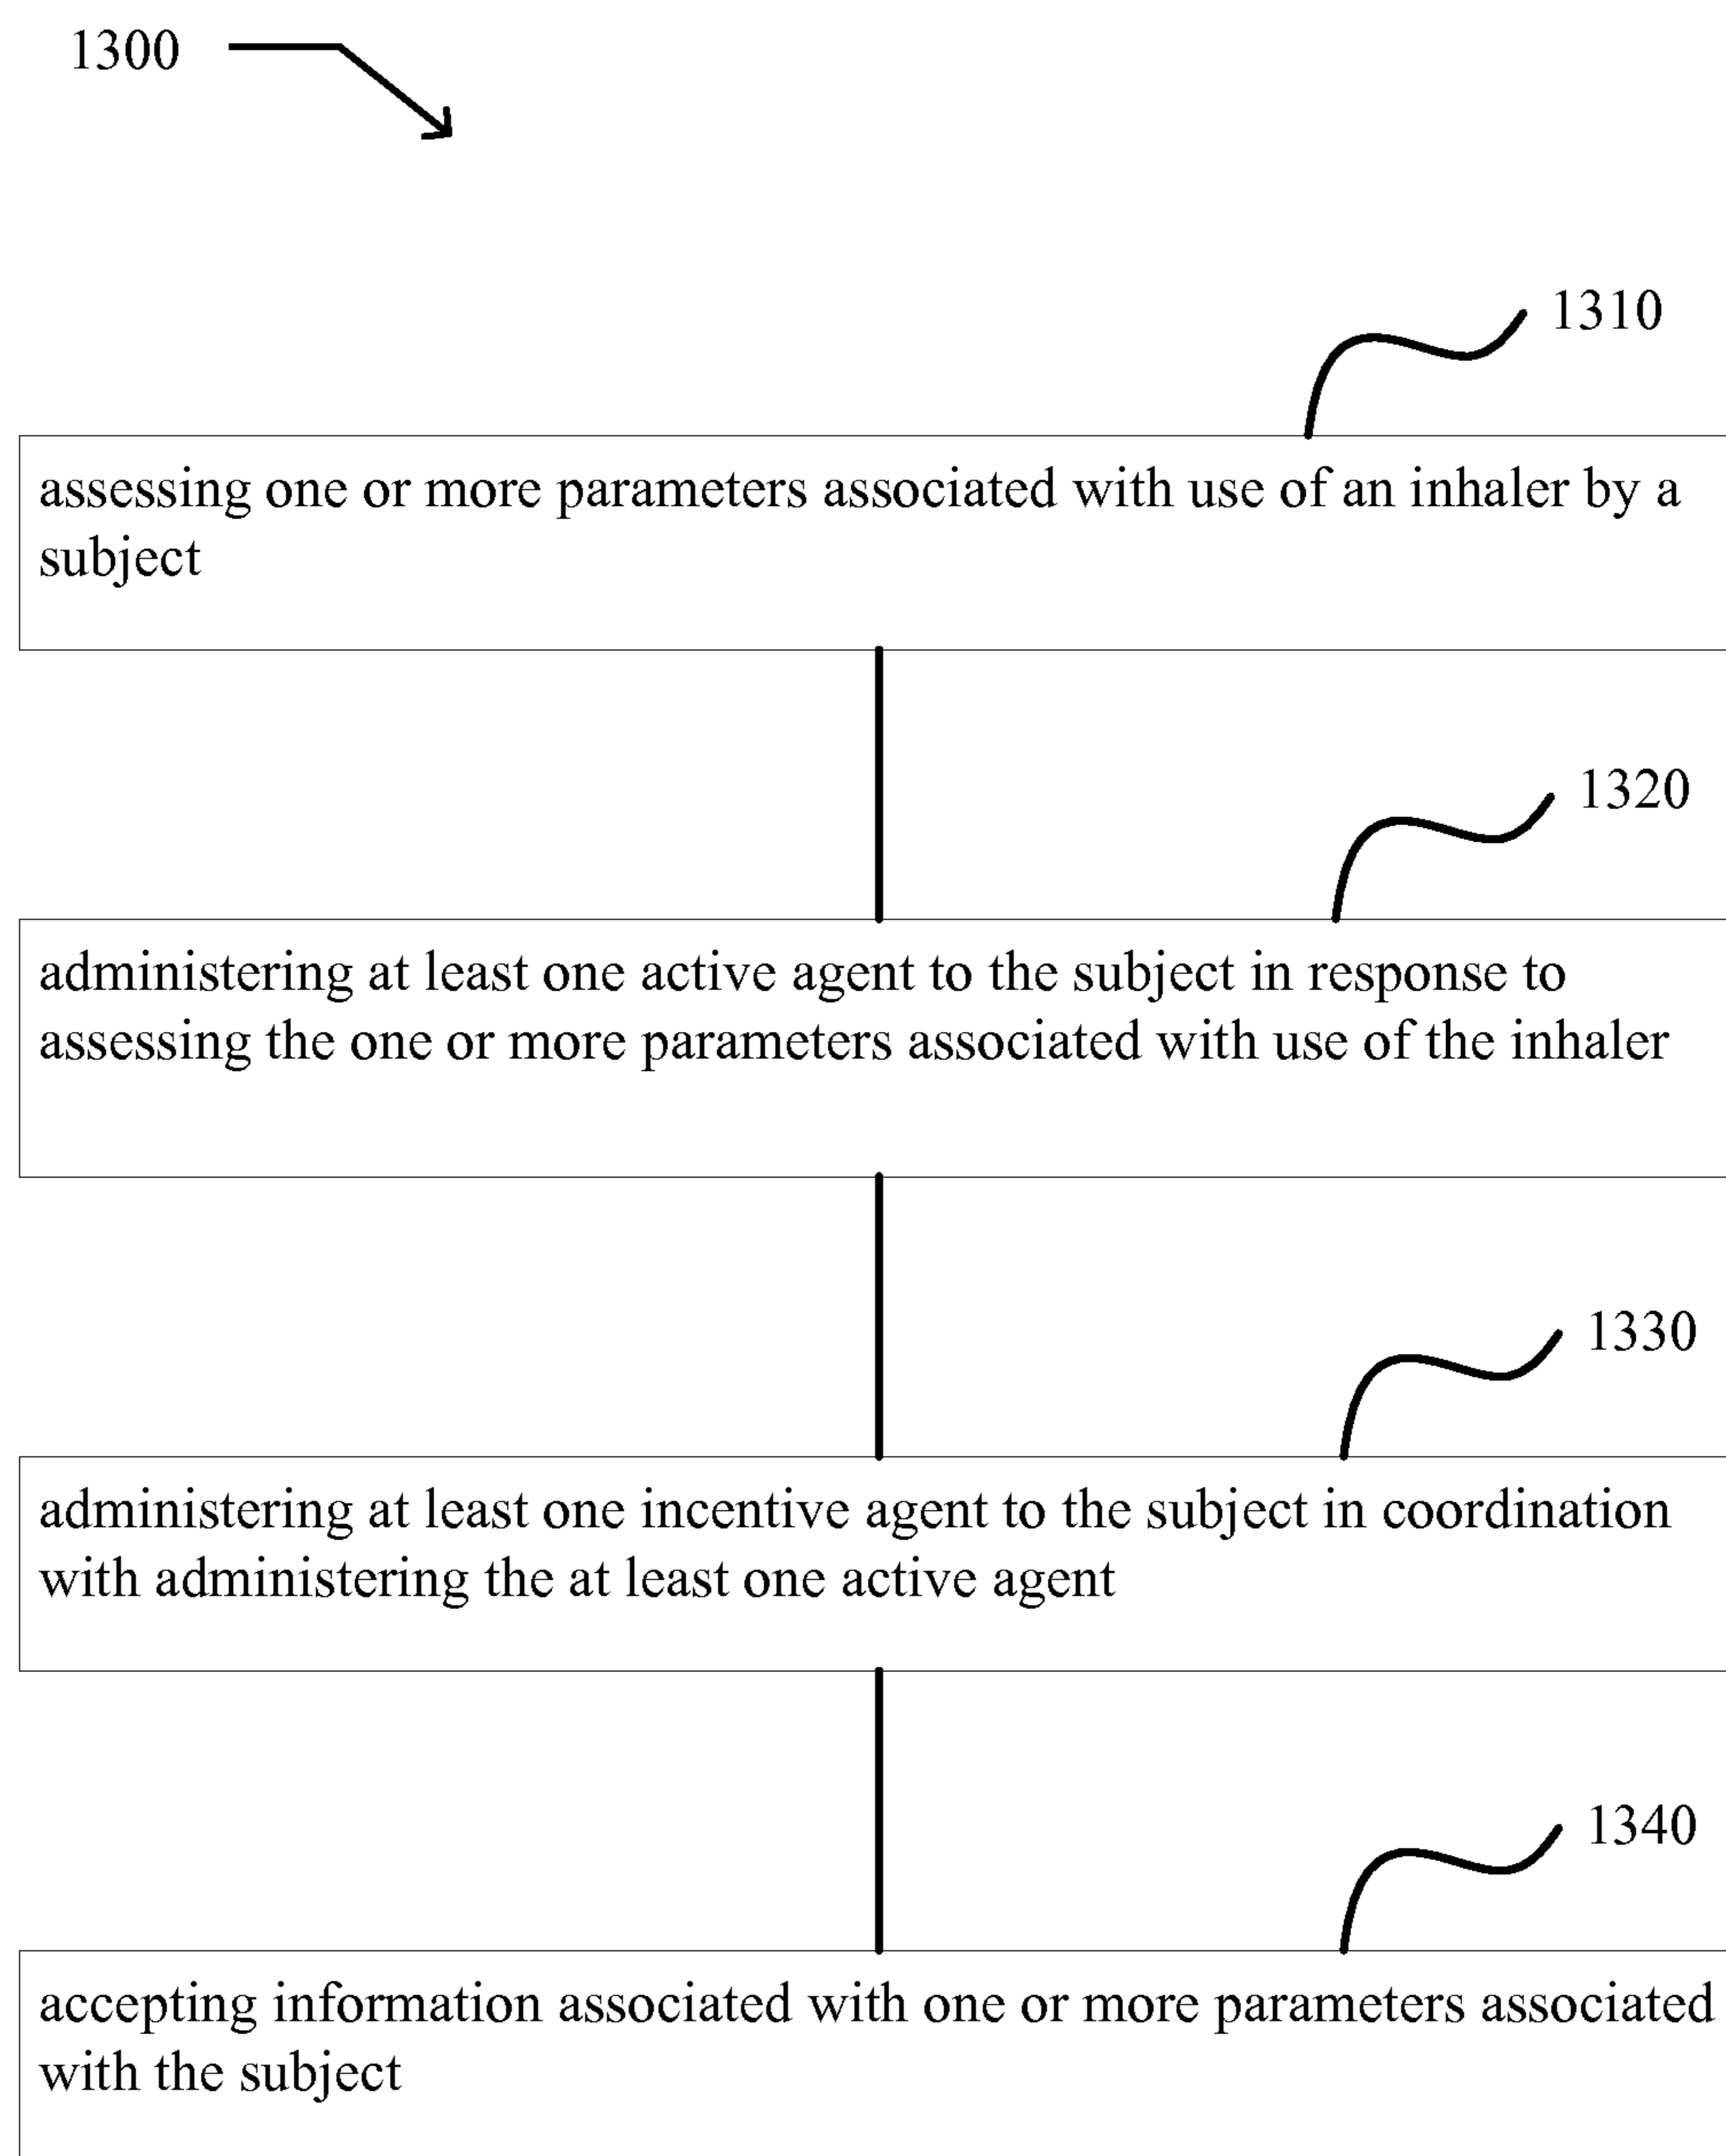 1300
1310
assessing one or more parameters associated with use of an inhaler by a
subject
1320
administering at least one active agent to the subject in response to
assessing the one or more parameters associated with use of the inhaler
1330
administering at least one incentive agent to the subject in coordination
with administering the at least one active agent
1340
accepting information associated with one or more parameters associated
with the subject